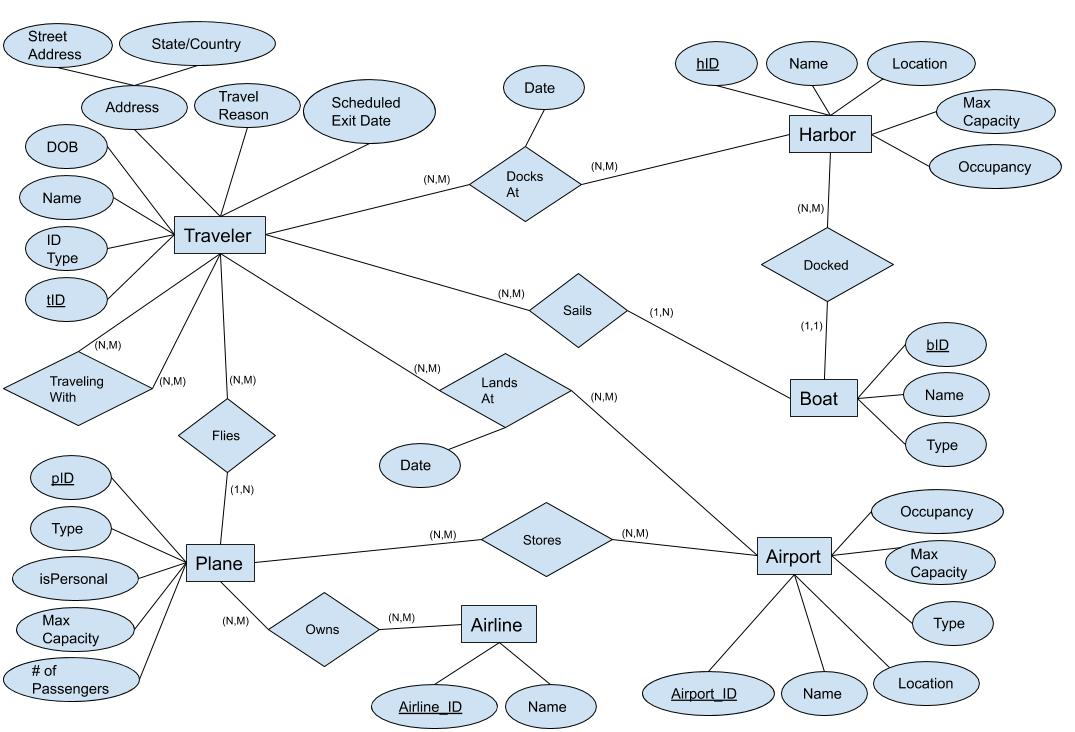 Street
Address
State/Country
Address
Travel
Reason
Scheduled
Exit Date
DOB
Name
ID
Type
tID
Traveler
Date
Docks
At
(N,M)
(N,M)
hID
Name
Location
Max
Capacity
Harbor
Occupancy
(N,M)
Docked
(1,1)
(N,M)
Sails
(1,N)
Boat
bID
Name
Type
(N,M)
Traveling
With
(N,M)
(N,M)
Flies
(1,N)
(N,M)
Lands
At
(N,M)
Date
pID
Type
isPersonal
Max
Capacity
# of
Passengers
Plane
(N,M)
Stores
(N,M)
Airport
Occupancy
Max
Capacity
Type
Location
Name
Airport_ID
(N,M)
Owns
(N,M)
Airline
Airline_ID
Name